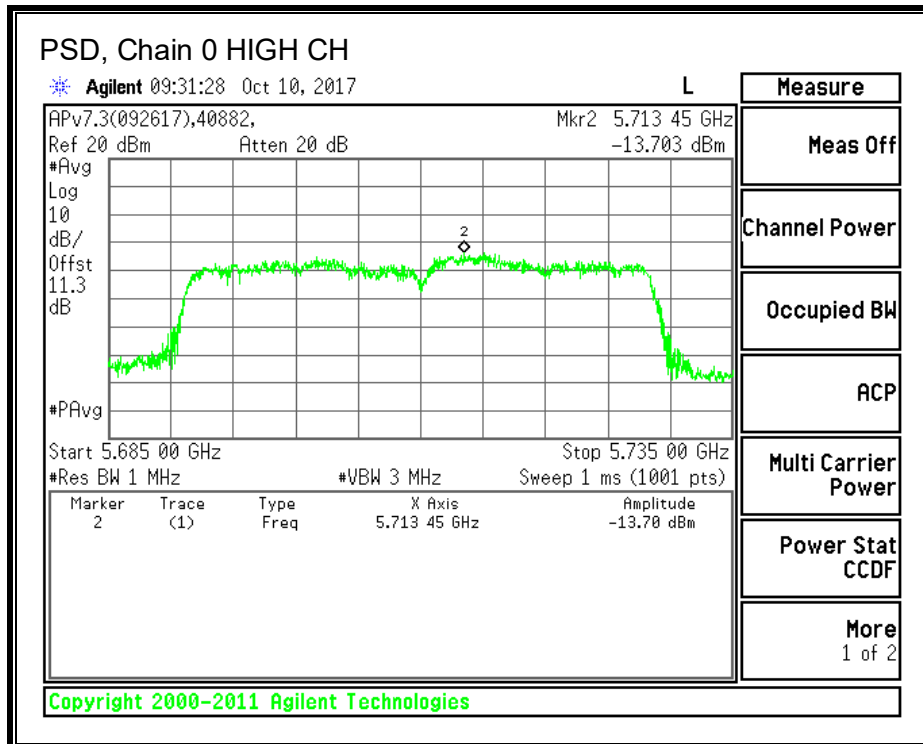 PSD, Chain 0 HIGH CH
Agilent 09:31:28 Oct 10, 2017 L Measure
APv7.3(092617),40882, Mkr2 5.713 45 GHz
Ref 20 dBm Atten 20 dB -13.703 dBm
Meas Off
#Avg
Log
10
dB/
Offst
11.3
dB
2
Channel Power
Occupied BW
ACP
#PAvg
Start 5.685 00 GHz Stop 5.735 00 GHz
#Res BW 1 MHz #VBW 3 MHz Sweep 1 ms (1001 pts)
Multi Carrier
Power
Marker Trace Type X Axis Amplitude
2 (1) Freq 5.713 45 GHz -13.70 dBm
Power Stat
CCDF
More
1 of 2
Copyright 2000-2011 Agilent Technologies